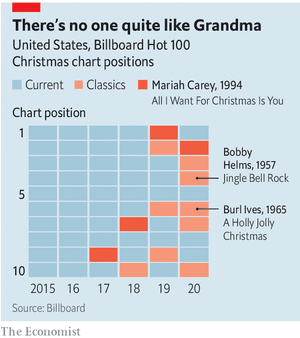 There's no one quite like Grandma
United States, Billboard Hot 100
Christmas chart positions
Current
Classics
Mariah Carey, 1994
All I Want For Christmas Is You
Chart position
1
5
10
Bobby
Helms, 1957
Jingle Bell Rock
Burl Ives, 1965
A Holly Jolly
Christmas
2015 16 17 18 19 20
Source: Billboard
The Economist